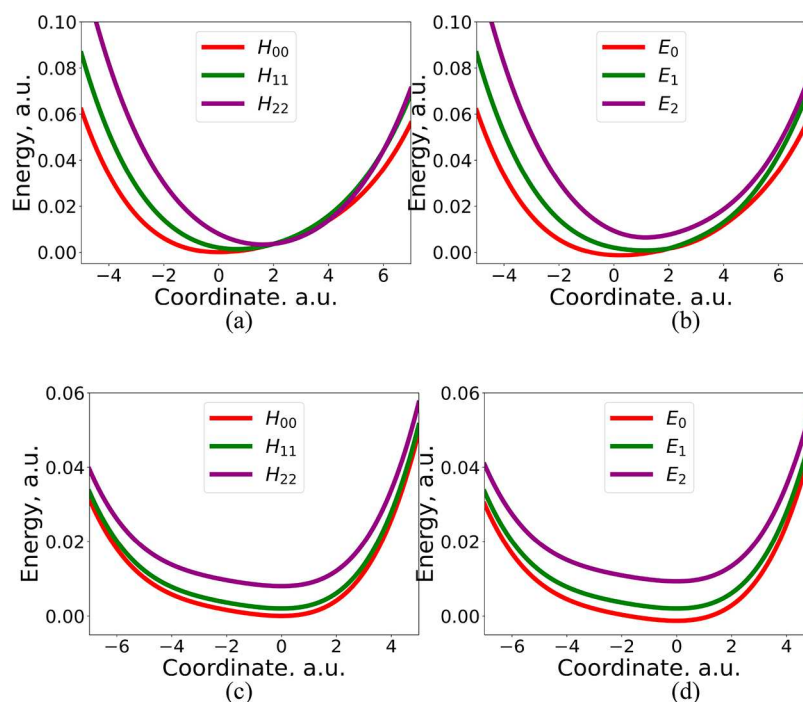 0.10
0.08
0.06
0.04
0.02
0.00
Energy, a.u.
H00
H11
H22
−4 −2 0 2 4 6
Coordinate. a.u.
(a)
0.10
0.08
0.06
0.04
0.02
0.00
Energy, a.u.
E0
E1
E2
−4 −2 0 2 4 6
Coordinate. a.u.
(b)
0.06
0.04
0.02
0.00
Energy, a.u.
H00
H11
H22
−6 −4 −2 0 2 4
Coordinate. a.u.
(c)
0.06
0.04
0.02
0.00
Energy, a.u.
E0
E1
E2
−6 −4 −2 0 2 4
Coordinate. a.u.
(d)